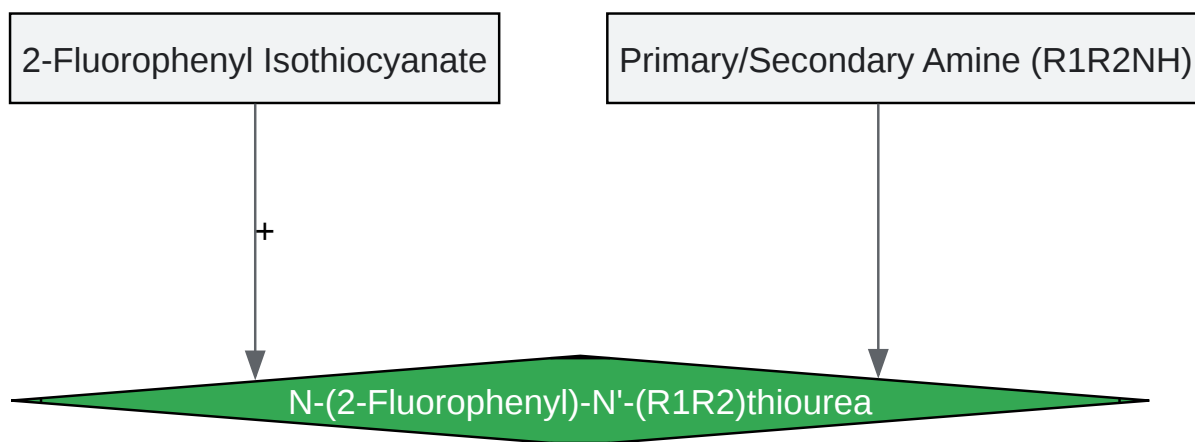 2-Fluorophenyl Isothiocyanate
Primary/Secondary Amine (R1R2NH)
+
N-(2-Fluorophenyl)-N'-(R1R2)thiourea